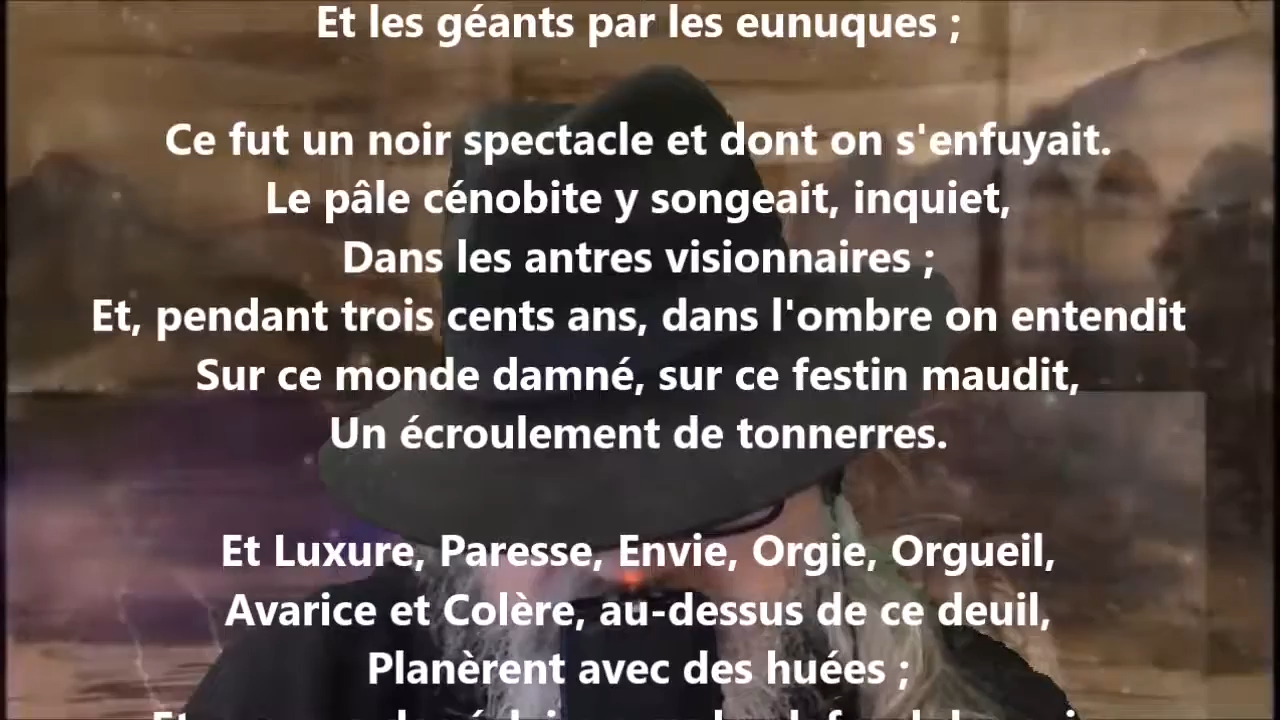 Et les géants par les eunuques ;
Ce fut un noir spectacle et dont on s'enfuyait.
Le pâle cénobite y songeait, inquiet,
Dans les antres visionnaires ;
Et, pendant trois cents ans, dans l'ombre on entendit
Sur ce monde damné, sur ce festin maudit,
Un écroulement de tonnerres.
Et Luxure, Paresse, Envie, Orgie, Orgueil,
Avarice et Colère, au-dessus de ce deuil,
Planèrent avec des huées ;